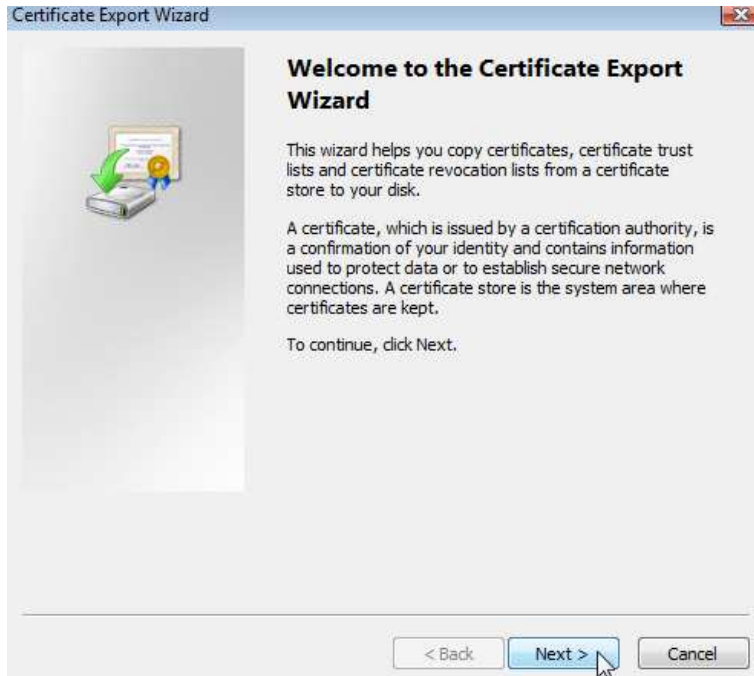 Certificate Export Wizard
Welcome to the Certificate Export
Wizard
This wizard helps you copy certificates, certificate trust
lists and certificate revocation lists from a certificate
store to your disk.
A certificate, which is issued by a certification authority, is
a confirmation of your identity and contains information
used to protect data or to establish secure network
connections. A certificate store is the system area where
certificates are kept.
To continue, click Next.
< Back
Next >
Cancel